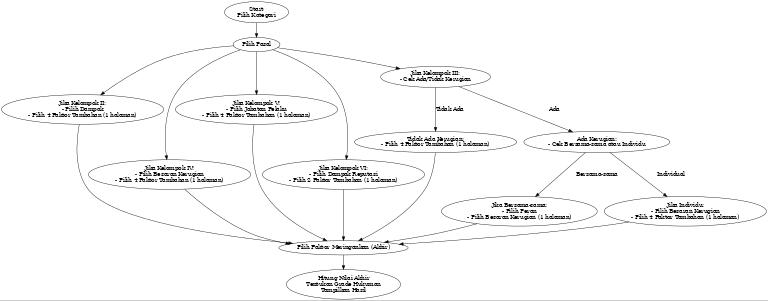 Start
Pilih Kategori
Pilih Pasal
Jika Kelompok III:
- Cek Ada/Tidak Kerugian
Jika Kelompok II:
- Pilih Dampak
- Pilih 4 Faktor Tambahan (1 halaman)
Jika Kelompok V:
- Pilih Jabatan Pelaku
- Pilih 4 Faktor Tambahan (1 halaman)
Tidak Ada
Ada
Tidak Ada Kerugian:
- Pilih 4 Faktor Tambahan (1 halaman)
Ada Kerugian:
- Cek Bersama-sama atau Individu
Jika Kelompok IV:
- Pilih Besaran Kerugian
- Pilih 4 Faktor Tambahan (1 halaman)
Jika Kelompok VI:
- Pilih Dampak Reputasi
- Pilih 2 Faktor Tambahan (1 halaman)
Bersama-sama
Individual
Jika Bersama-sama:
- Pilih Peran
- Pilih Besaran Kerugian (1 halaman)
Jika Individu:
- Pilih Besaran Kerugian
- Pilih 4 Faktor Tambahan (1 halaman)
Pilih Faktor Meringankan (Akhir)
Hitung Nilai Akhir
Tentukan Grade Hukuman
Tampilkan Hasil